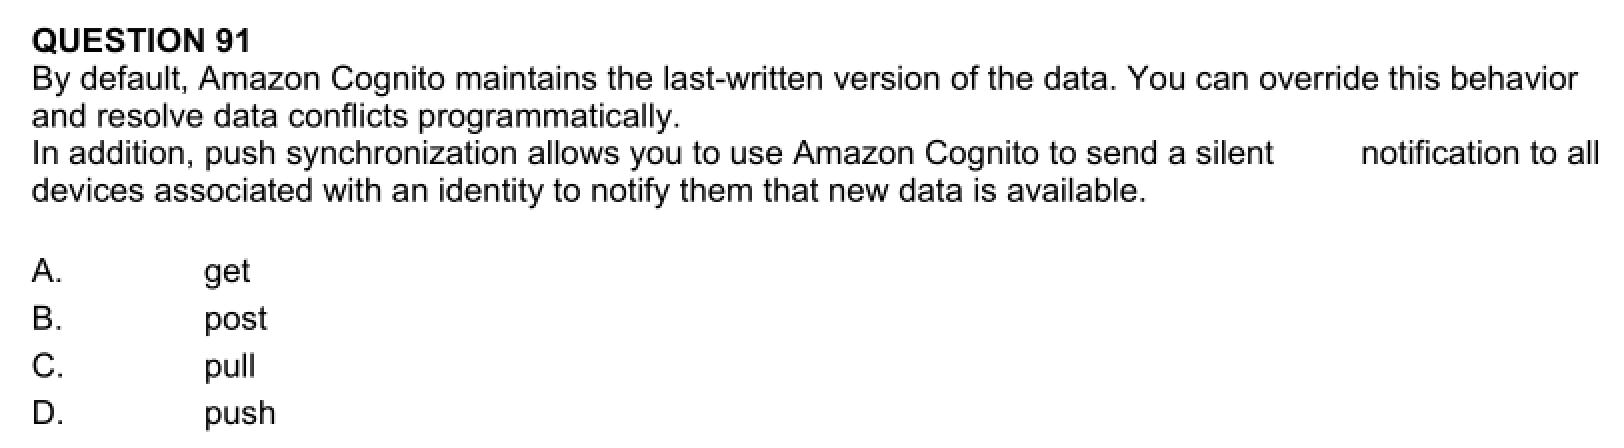 QUESTION 91
By default, Amazon Cognito maintains the last-written version of the data. You can override this behavior
and resolve data conflicts programmatically.
In addition, push synchronization allows you to use Amazon Cognito to send a silent notification to all
devices associated with an identity to notify them that new data is available.
A. get
B. post
C. pull
D. push